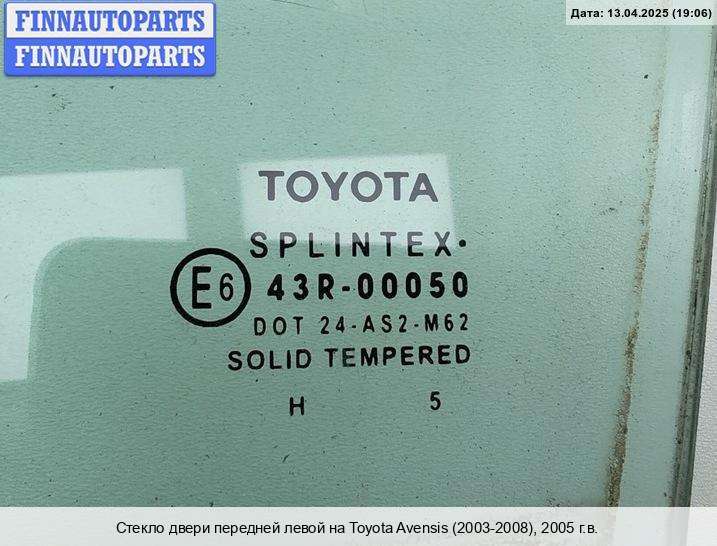 FINNAUTOPARTS
FINNAUTOPARTS
Дата: 13.04.2025 (19:06)
TOYOTA
SPLINTEX
E6 43R-00050
DOT 24-AS2-M62
SOLID TEMPERED
H 5
Стекло двери передней левой на Toyota Avensis (2003-2008), 2005 г.в.